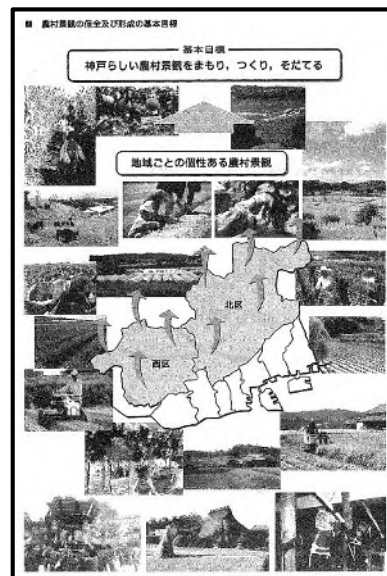 農村景観の保全及び形成の基本目標
基本目標
神戸らしい農村景観をまもり，つくり，そだてる
地域ごとの個性ある農村景観
北区
西区